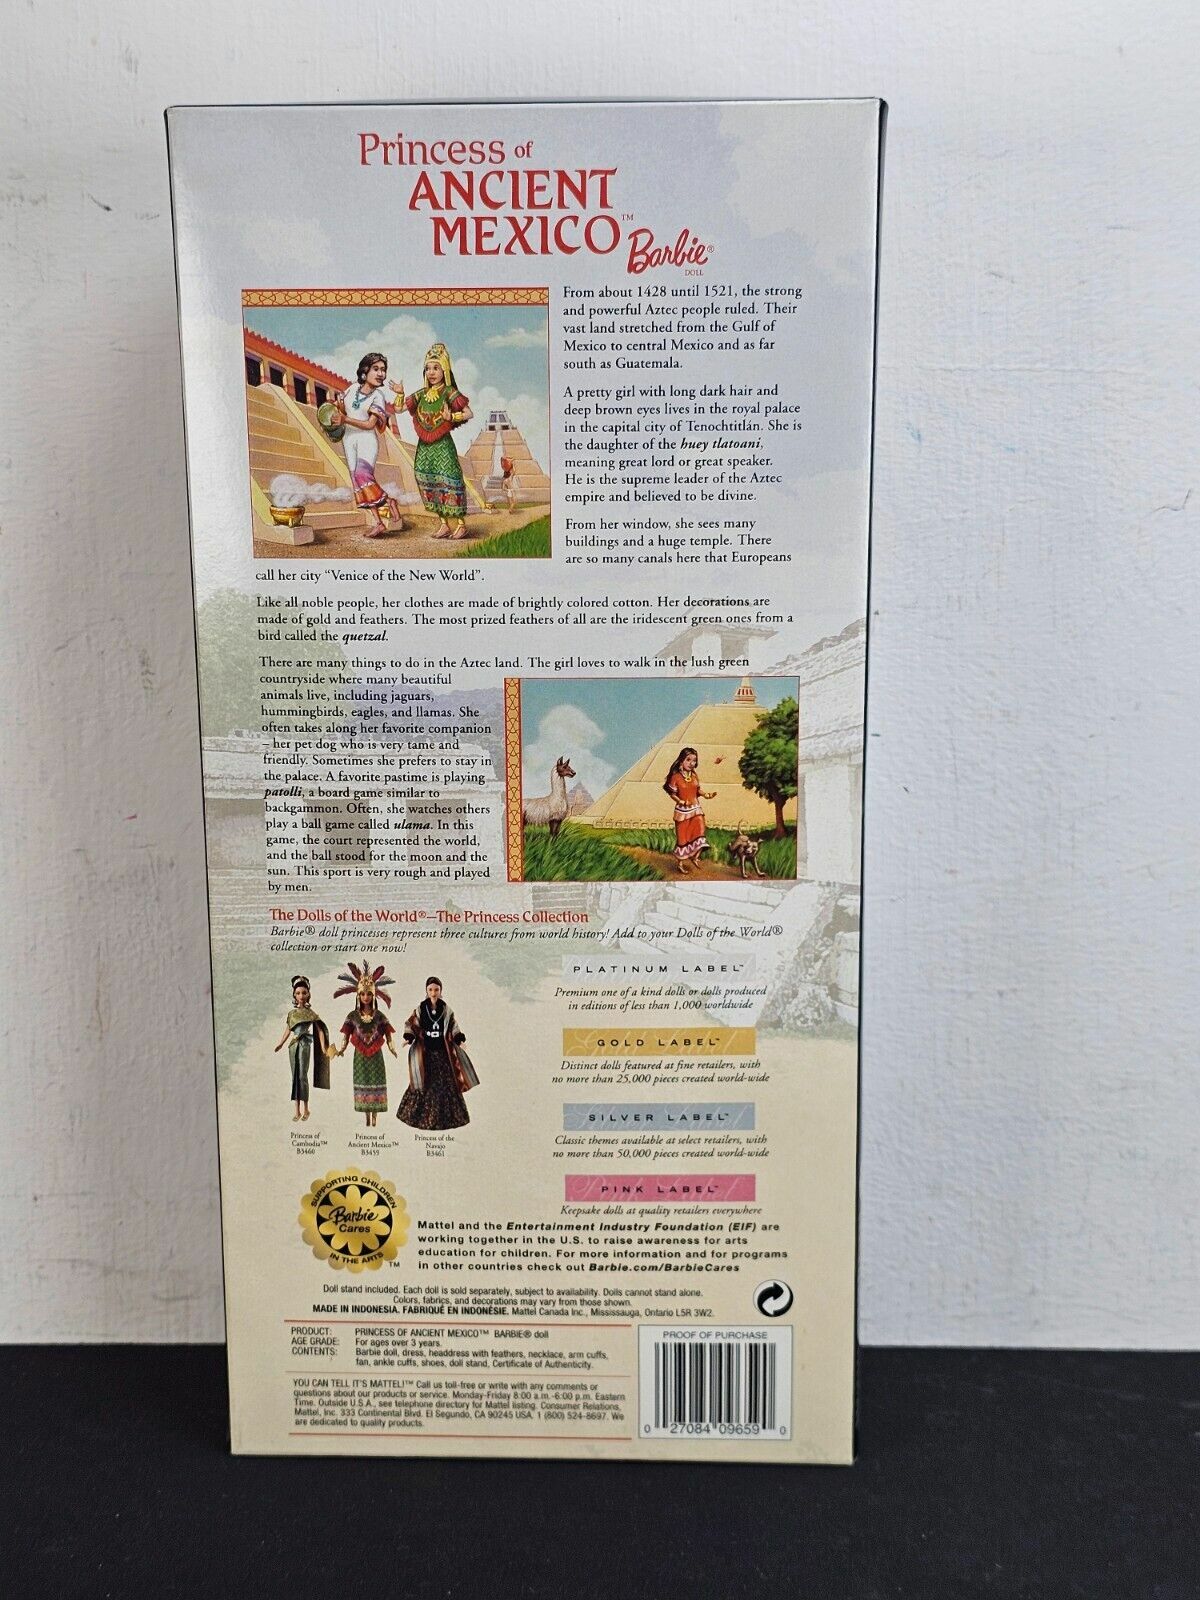 Princess of
ANCIENT
MEXICO™
Barbie®
DOLL
From about 1428 until 1521, the strong
and powerful Aztec people ruled. Their
vast land stretched from the Gulf of
Mexico to central Mexico and as far
south as Guatemala.
A pretty girl with long dark hair and
deep brown eyes lives in the royal palace
in the capital city of Tenochtitlán. She is
the daughter of the huey tlatoani,
meaning great lord or great speaker.
He is the supreme leader of the Aztec
empire and believed to be divine.
From her window, she sees many
buildings and a huge temple. There
are so many canals here that Europeans
call her city “Venice of the New World”.
Like all noble people, her clothes are made of brightly colored cotton. Her decorations are
made of gold and feathers. The most prized feathers of all are the iridescent green ones from a
bird called the quetzal.
There are many things to do in the Aztec land. The girl loves to walk in the lush green
countryside where many beautiful
animals live, including jaguars,
hummingbirds, eagles, and llamas. She
often takes along her favorite companion
– her pet dog who is very tame and
friendly. Sometimes she prefers to stay in
the palace. A favorite pastime is playing
patolli, a board game similar to
backgammon. Often, she watches others
play a ball game called ulama. In this
game, the court represented the world,
and the ball stood for the moon and the
sun. This sport is very rough and played
by men.
The Dolls of the World®—The Princess Collection
Barbie® doll princesses represent three cultures from world history! Add to your Dolls of the World®
collection or start one now!
Princess of
Cambodia™
B3460
Princess of
Ancient Mexico™
B3459
Princess of the
Navajo
B3461
PLATINUM LABEL™
Premium one of a kind dolls or dolls produced
in editions of less than 1,000 worldwide
GOLD LABEL™
Distinct dolls featured at fine retailers, with
no more than 25,000 pieces created world-wide
SILVER LABEL™
Classic themes available at select retailers, with
no more than 50,000 pieces created world-wide
PINK LABEL™
Keepsake dolls at quality retailers everywhere
SUPPORTING CHILDREN
Barbie
Cares
IN THE ARTS
™
Mattel and the Entertainment Industry Foundation (EIF) are
working together in the U.S. to raise awareness for arts
education for children. For more information and for programs
in other countries check out Barbie.com/BarbieCares
Doll stand included. Each doll is sold separately, subject to availability. Dolls cannot stand alone.
Colors, fabrics, and decorations may vary from those shown.
MADE IN INDONESIA. FABRIQUÉ EN INDONÉSIE. Mattel Canada Inc., Mississauga, Ontario L5R 3W2.
PRODUCT: PRINCESS OF ANCIENT MEXICO™ BARBIE® doll
AGE GRADE: For ages over 3 years.
CONTENTS: Barbie doll, dress, headdress with feathers, necklace, arm cuffs,
fan, ankle cuffs, shoes, doll stand, Certificate of Authenticity.
YOU CAN TELL IT'S MATTEL!™ Call us toll-free or write with any comments or
questions about our products or service. Monday-Friday 8:00 a.m.-6:00 p.m. Eastern
Time. Outside U.S.A., see telephone directory for Mattel listing. Consumer Relations,
Mattel, Inc. 333 Continental Blvd. El Segundo, CA 90245 USA. 1 (800) 524-8697. We
are dedicated to quality products.
PROOF OF PURCHASE
0 27084 09659 0